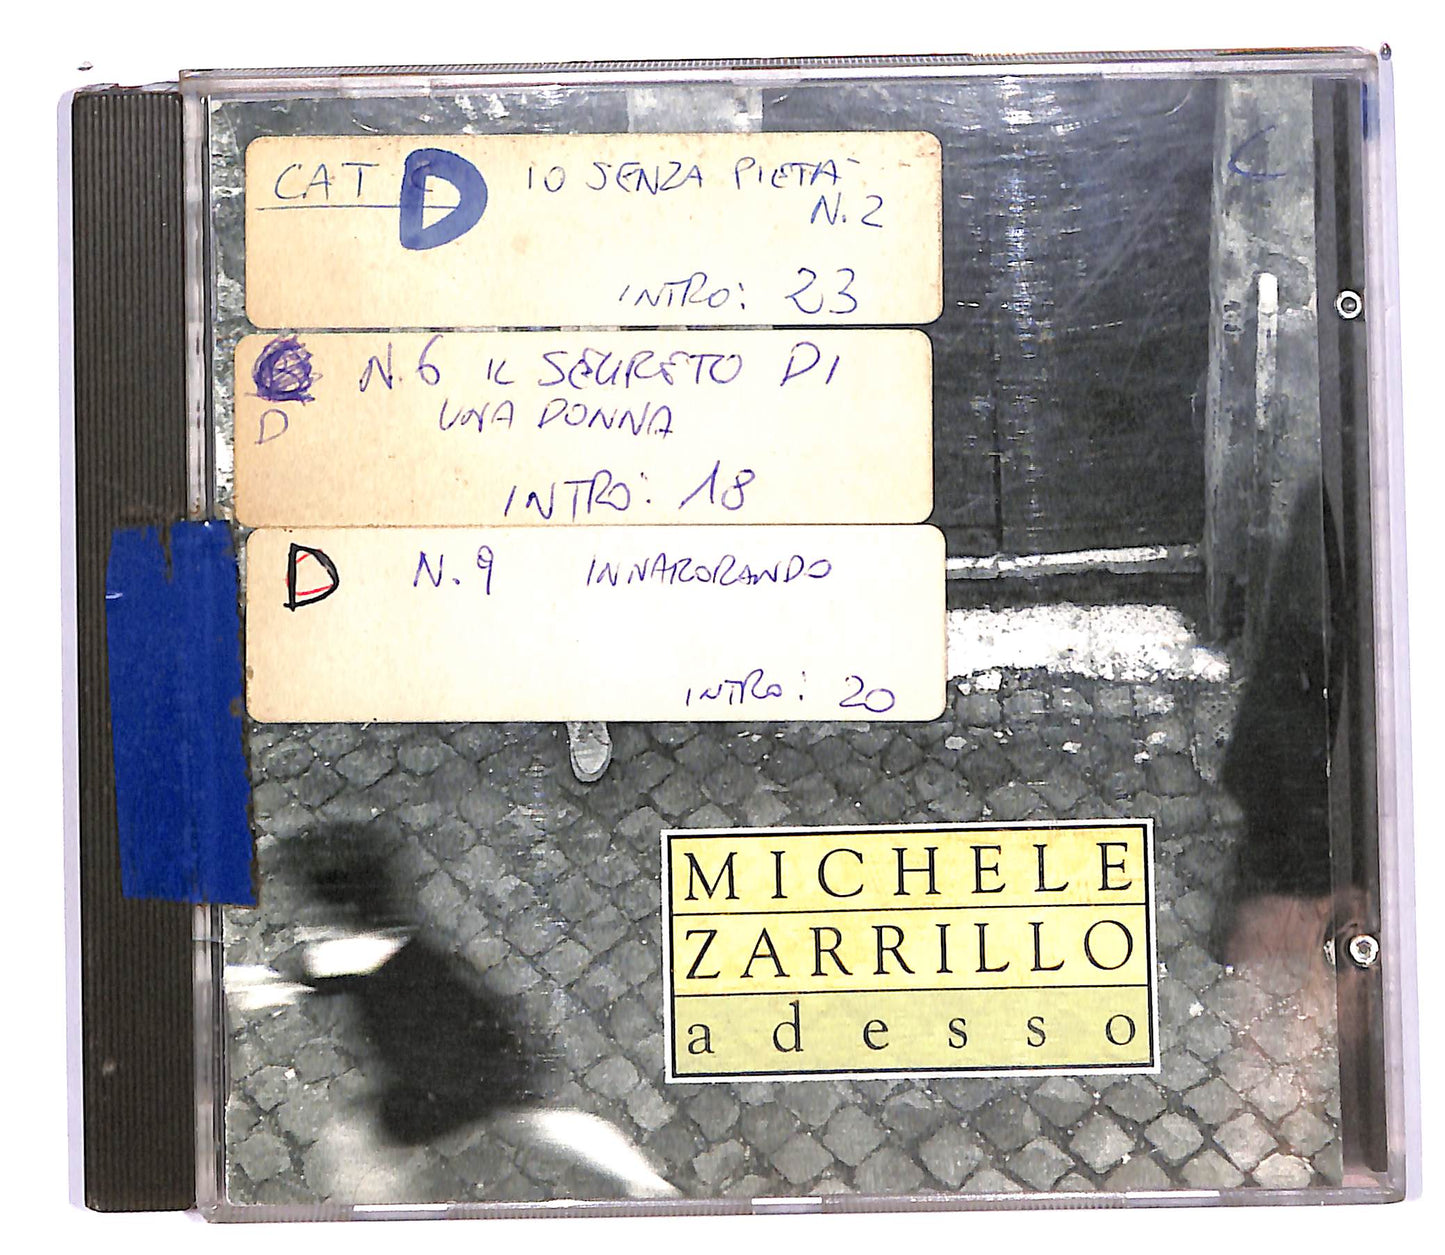 CAT D IO SENZA PIETA'
N. 2
INTRO: 23
C
N. 6 IL SEGRETO DI
D UNA DONNA
INTRO: 18
D N. 9 INNAMORANDO
INTRO: 20
MICHELE
ZARRILLO
adesso